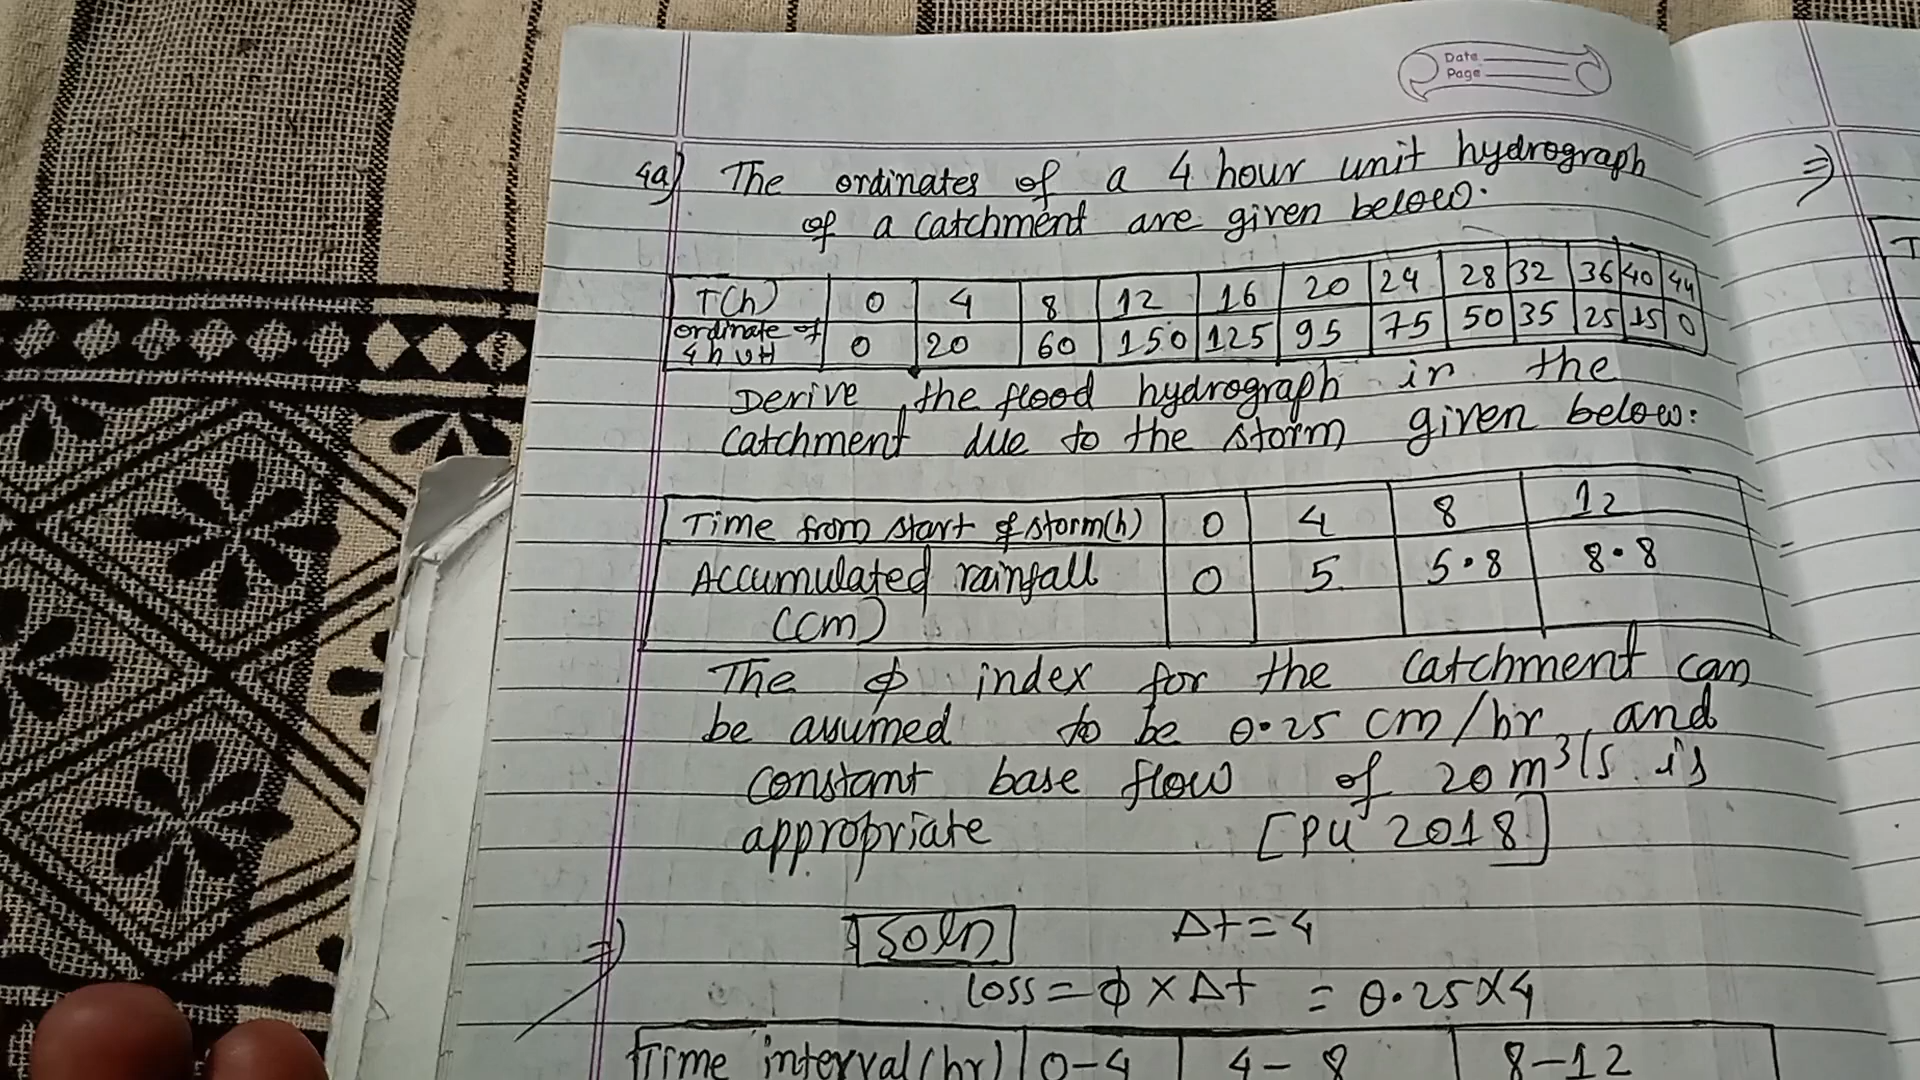 Date
Page
4a) The ordinates of a 4 hour unit hydrograph
of a catchment are given below.
T(h) 0 4 8 12 16 20 24 28 32 36 40 44
ordinate of 4 h UH 0 20 60 150 125 95 75 50 35 25 15 0
Derive the flood hydrograph in the
catchment due to the storm given below:
Time from start of storm(h) 0 4 8 12
Accumulated rainfall 0 5 5.8 8.8
(cm)
The φ index for the catchment can
be assumed to be 0.25 cm/hr and
constant base flow of 20 m³/s is
appropriate [PU 2018]
⇒) Soln Δt = 4
Loss = φ × Δt = 0.25×4
Time interval (hr) 0-4 4-8 8-12
⇒)
T